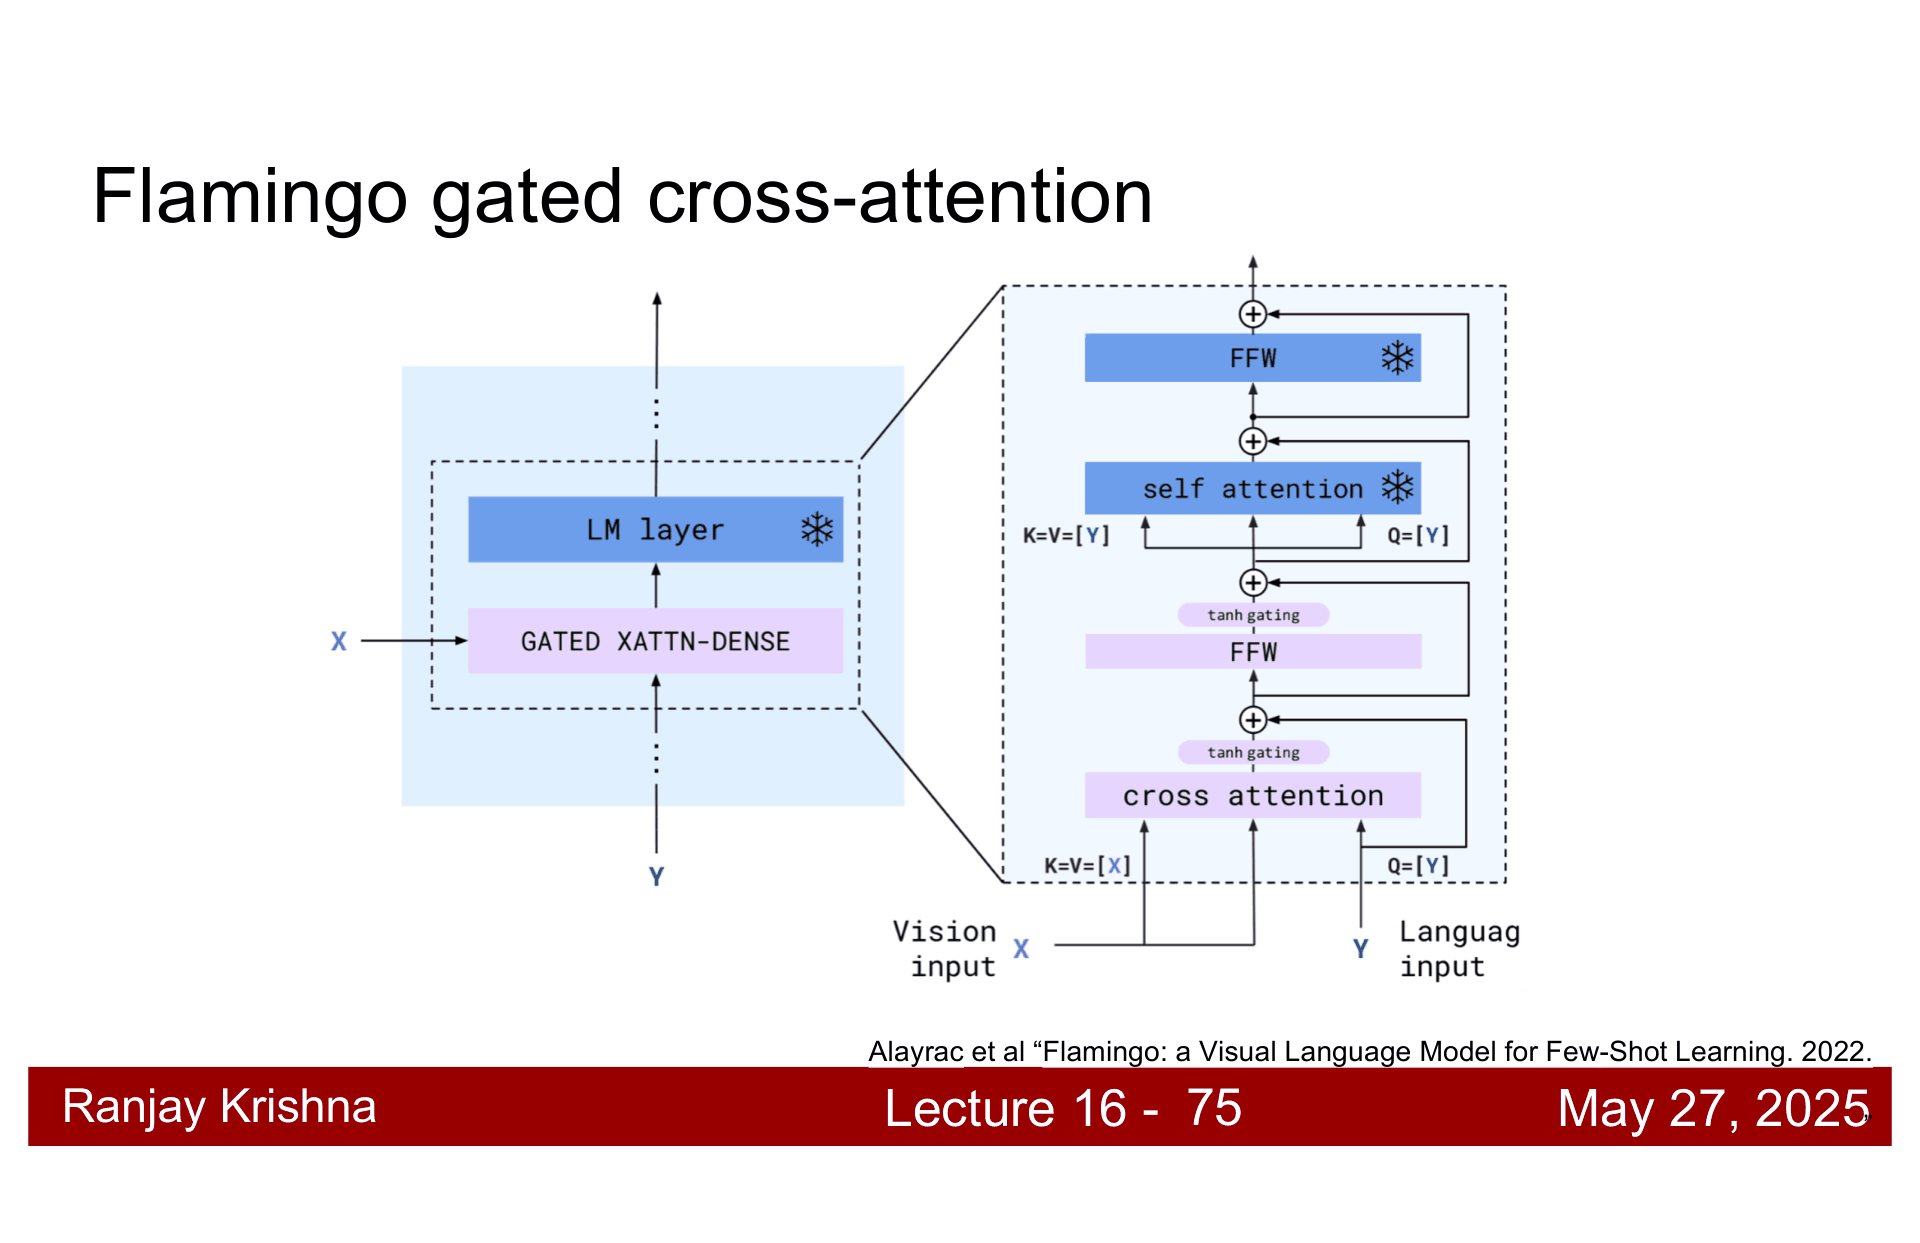 Flamingo gated cross-attention
LM layer
X
GATED XATTN-DENSE
Y
FFW
self attention
K=V=[Y]
Q=[Y]
tanh gating
FFW
tanh gating
cross attention
K=V=[X]
Q=[Y]
Vision
input
X
Y
Languag
input
Alayrac et al “Flamingo: a Visual Language Model for Few-Shot Learning. 2022.
”
Ranjay Krishna
Lecture 16 - 75
May 27, 2025